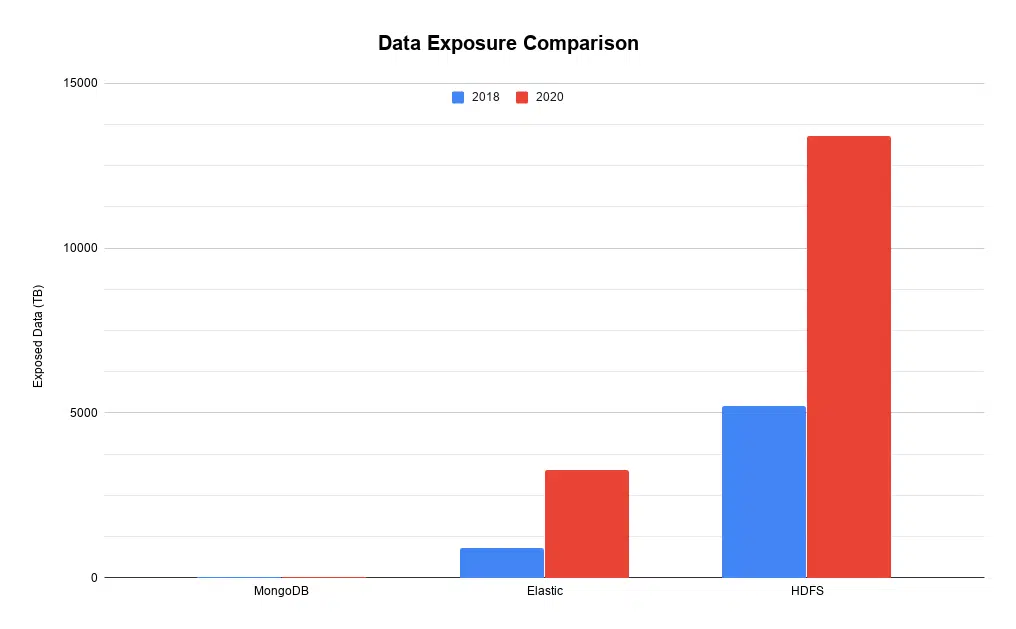 Data Exposure Comparison
2018 2020
15000
10000
5000
0
Exposed Data (TB)
MongoDB Elastic HDFS